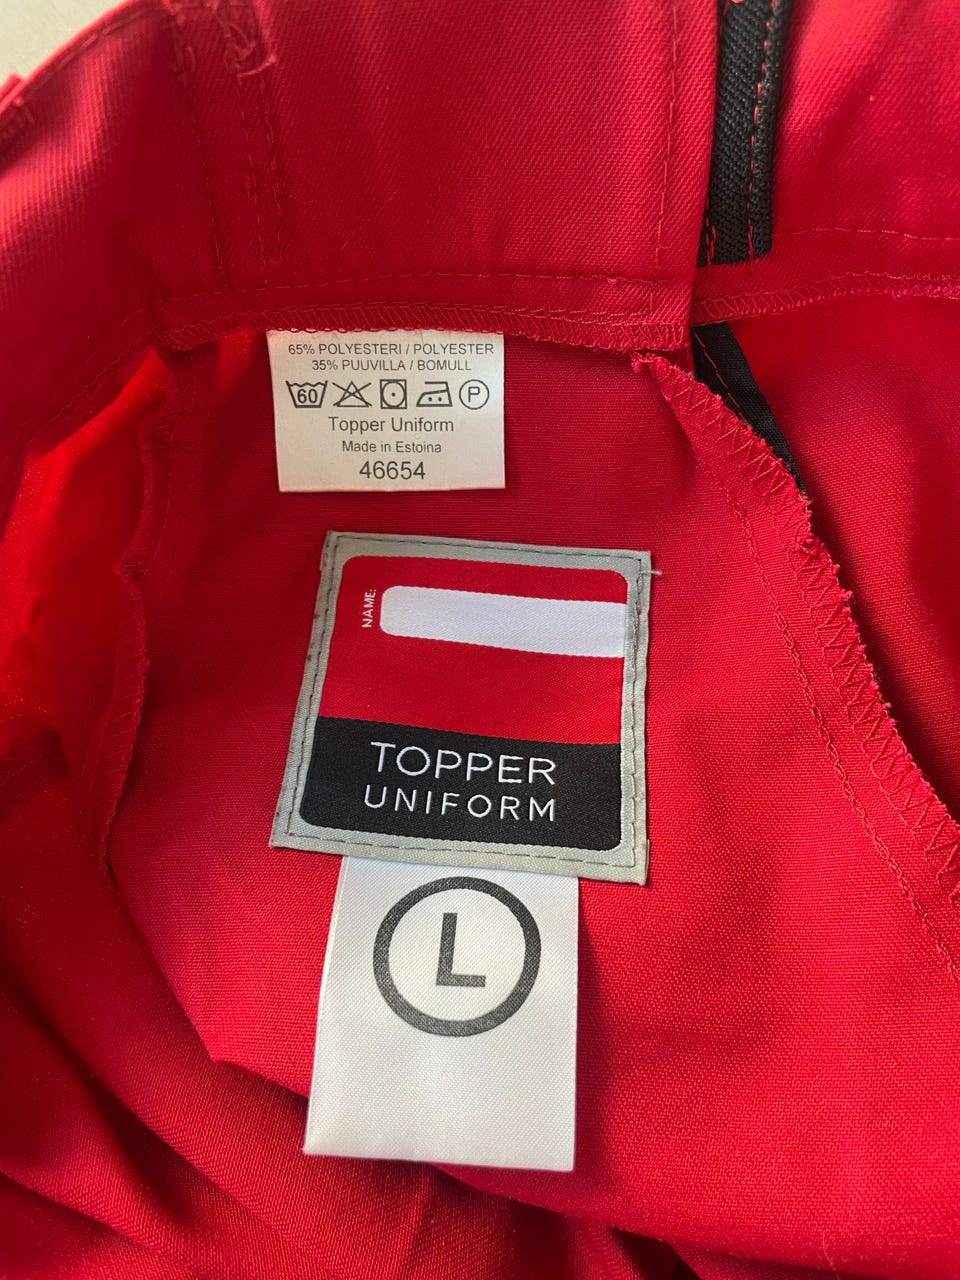 65% POLYESTERI / POLYESTER
35% PUUVILLA / BOMULL
60 P
Topper Uniform
Made in Estoina
46654
NAME:
TOPPER
UNIFORM
L